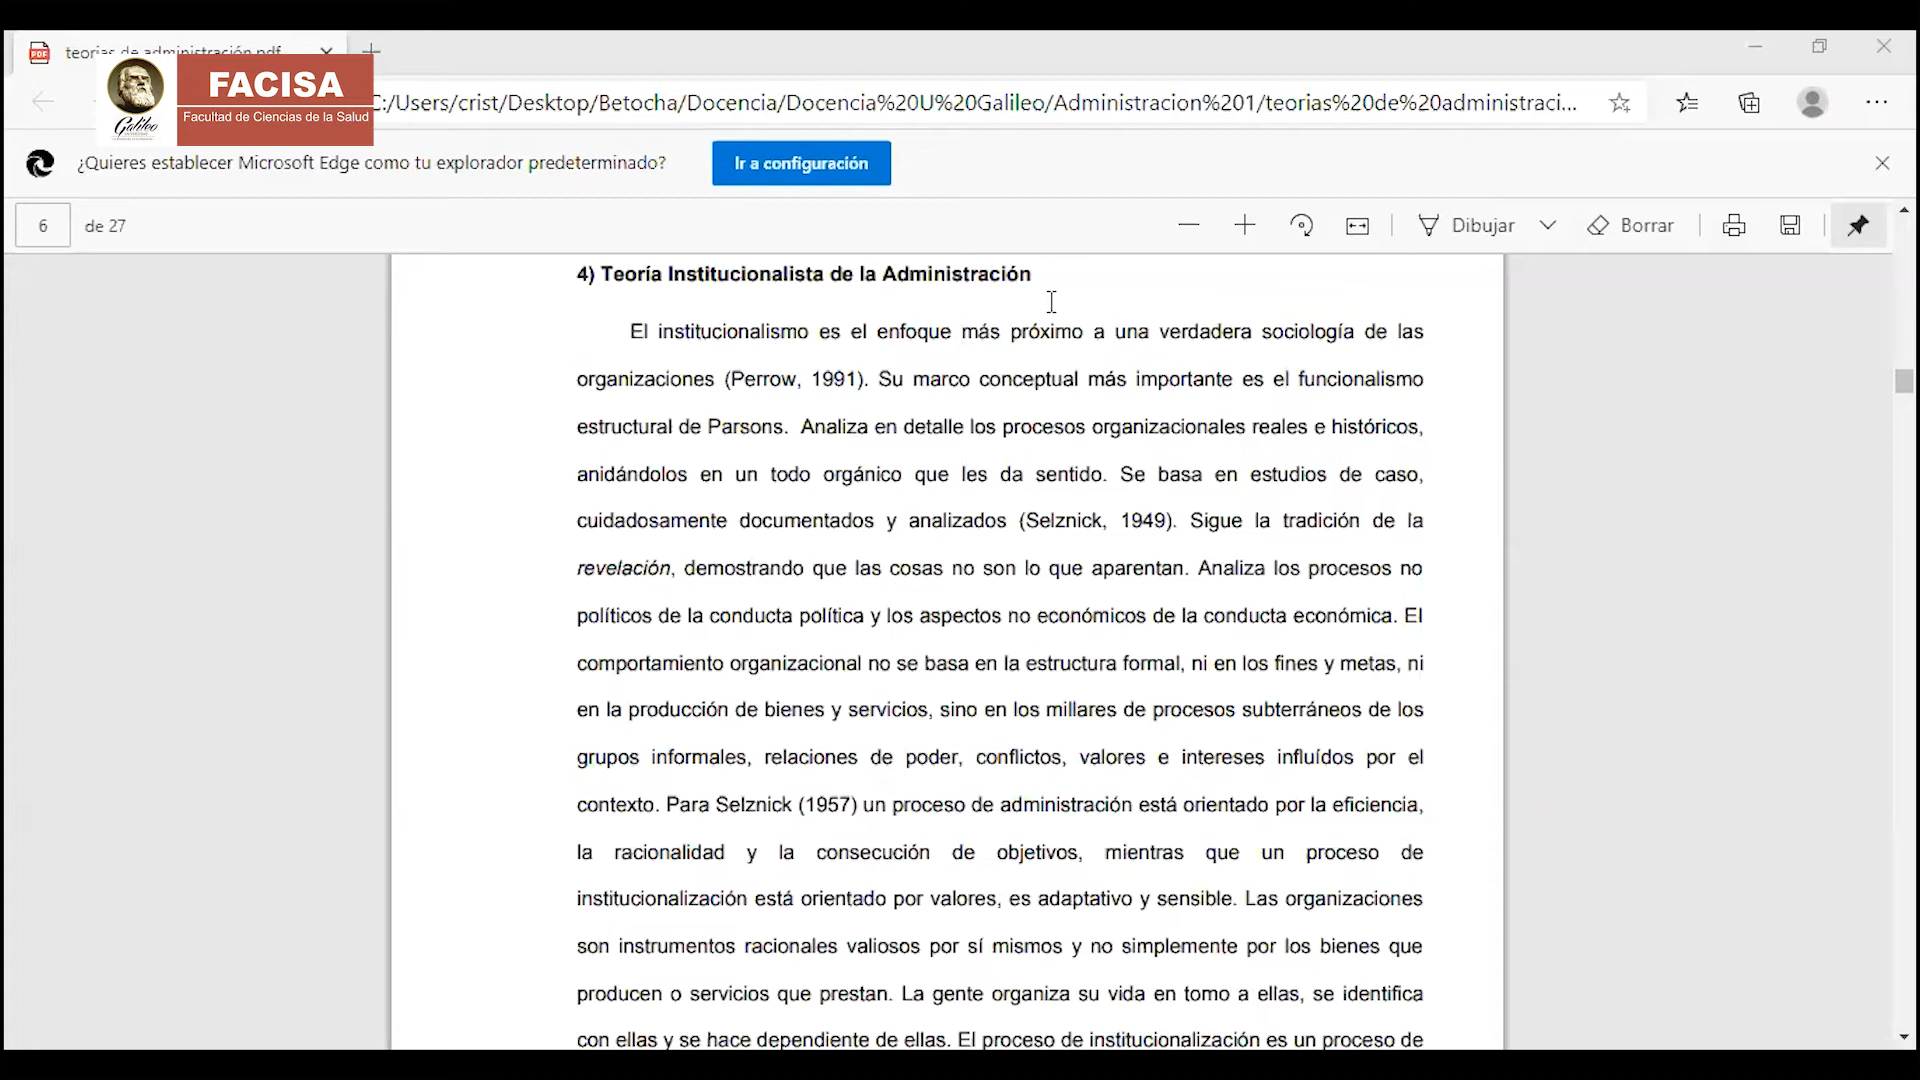 teorias de administración.pdf
FACISA
Facultad de Ciencias de la Salud
Galileo
C:/Users/crist/Desktop/Betocha/Docencia/Docencia%20U%20Galileo/Administracion%201/teorias%20de%20administraci...
¿Quieres establecer Microsoft Edge como tu explorador predeterminado?
Ir a configuración
6 de 27
Dibujar
Borrar
4) Teoría Institucionalista de la Administración
El institucionalismo es el enfoque más próximo a una verdadera sociología de las
organizaciones (Perrow, 1991). Su marco conceptual más importante es el funcionalismo
estructural de Parsons. Analiza en detalle los procesos organizacionales reales e históricos,
anidándolos en un todo orgánico que les da sentido. Se basa en estudios de caso,
cuidadosamente documentados y analizados (Selznick, 1949). Sigue la tradición de la
revelación, demostrando que las cosas no son lo que aparentan. Analiza los procesos no
políticos de la conducta política y los aspectos no económicos de la conducta económica. El
comportamiento organizacional no se basa en la estructura formal, ni en los fines y metas, ni
en la producción de bienes y servicios, sino en los millares de procesos subterráneos de los
grupos informales, relaciones de poder, conflictos, valores e intereses influídos por el
contexto. Para Selznick (1957) un proceso de administración está orientado por la eficiencia,
la racionalidad y la consecución de objetivos, mientras que un proceso de
institucionalización está orientado por valores, es adaptativo y sensible. Las organizaciones
son instrumentos racionales valiosos por sí mismos y no simplemente por los bienes que
producen o servicios que prestan. La gente organiza su vida en tomo a ellas, se identifica
con ellas y se hace dependiente de ellas. El proceso de institucionalización es un proceso de